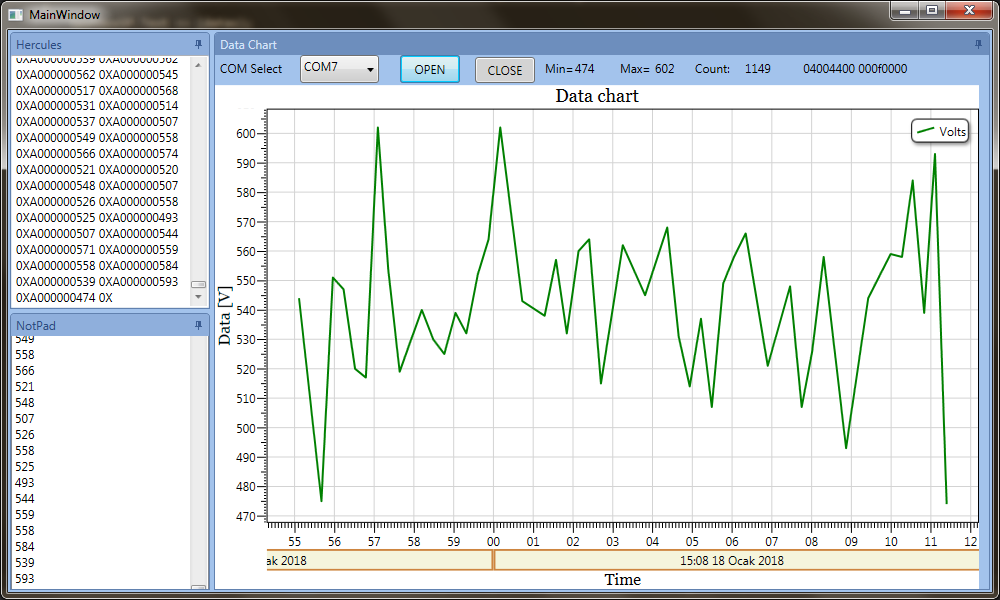 MainWindow
Hercules
0XA000000539 0XA000000562
0XA000000562 0XA000000545
0XA000000517 0XA000000568
0XA000000531 0XA000000514
0XA000000537 0XA000000507
0XA000000549 0XA000000558
0XA000000566 0XA000000574
0XA000000521 0XA000000520
0XA000000548 0XA000000507
0XA000000526 0XA000000558
0XA000000525 0XA000000493
0XA000000507 0XA000000544
0XA000000571 0XA000000559
0XA000000558 0XA000000584
0XA000000539 0XA000000593
0XA000000474 0X
NotPad
549
558
566
521
548
507
526
558
525
493
544
559
558
584
539
593
Data Chart
COM Select COM7 OPEN CLOSE Min= 474 Max= 602 Count: 1149 04004400 000f0000
Data chart
Volts
Data [V]
600
590
580
570
560
550
540
530
520
510
500
490
480
470
55 56 57 58 59 00 01 02 03 04 05 06 07 08 09 10 11 12
ak 2018 15:08 18 Ocak 2018
Time